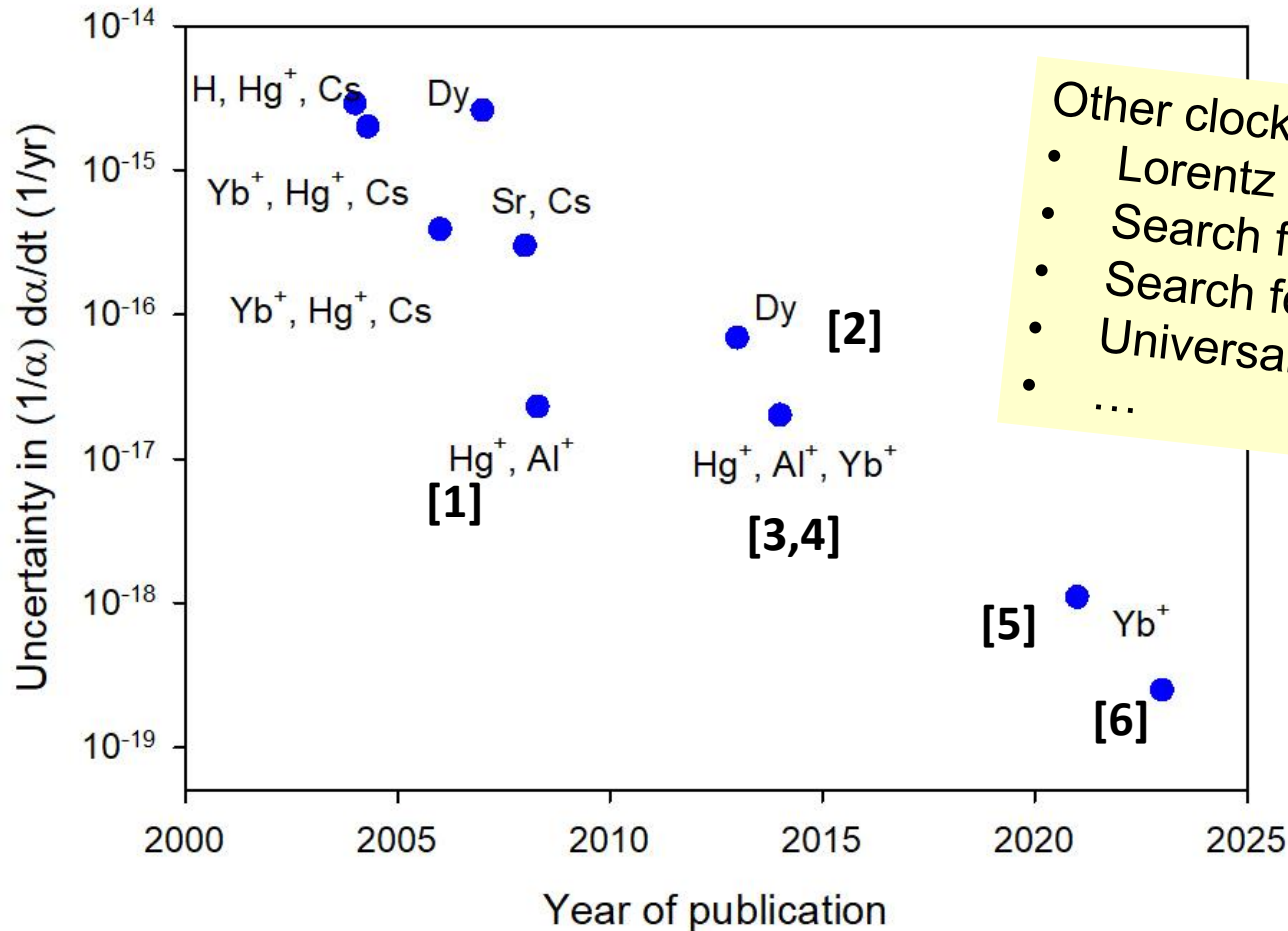 10⁻¹⁴
10⁻¹⁵
10⁻¹⁶
10⁻¹⁷
10⁻¹⁸
10⁻¹⁹
Uncertainty in (1/α) dα/dt (1/yr)
H, Hg⁺, Cs
Dy
Yb⁺, Hg⁺, Cs
Sr, Cs
Yb⁺, Hg⁺, Cs
Dy
[2]
Hg⁺, Al⁺
[1]
Hg⁺, Al⁺, Yb⁺
[3,4]
[5]
Yb⁺
[6]
Other clock
• Lorentz
• Search f
• Search fo
• Universa
• ...
2000 2005 2010 2015 2020 2025
Year of publication